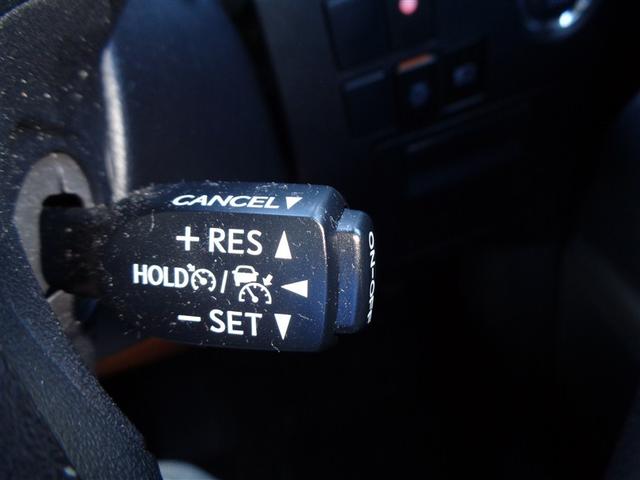 CANCEL▼
+RES ▲
HOLD / ◀
-SET ▼
ON-OFF